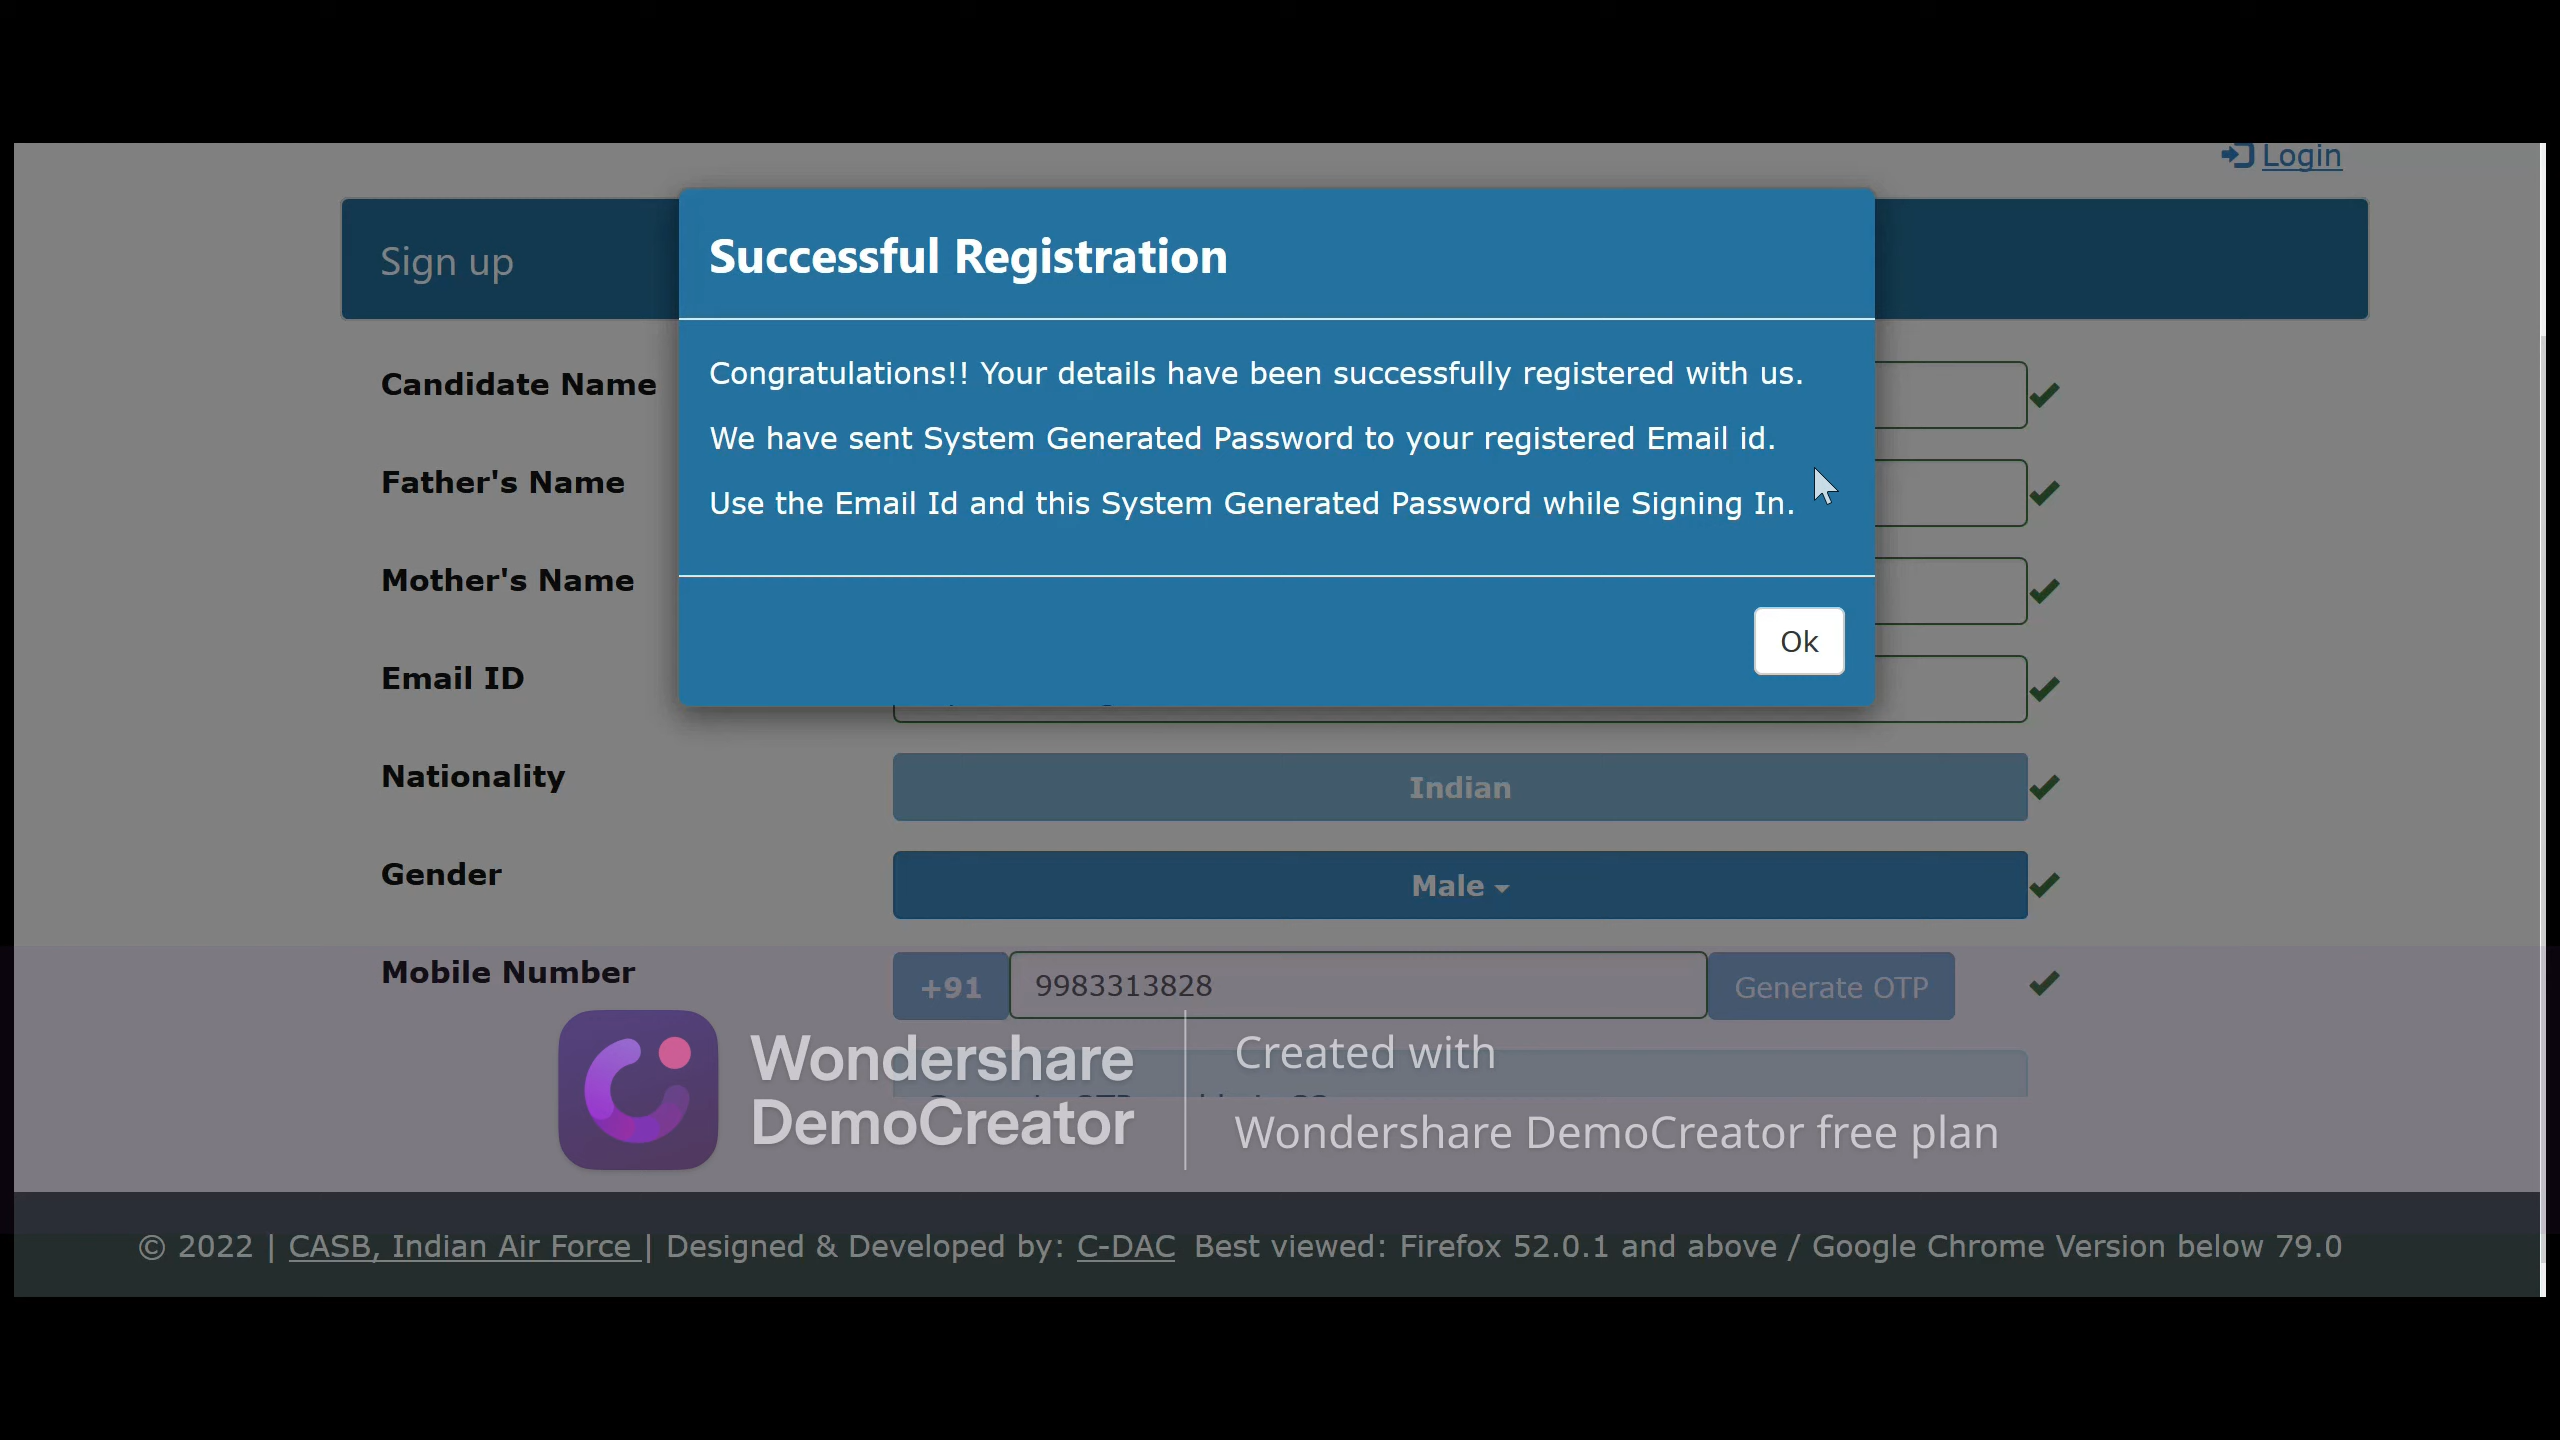 Login
Sign up
Successful Registration
Congratulations!! Your details have been successfully registered with us.
We have sent System Generated Password to your registered Email id.
Use the Email Id and this System Generated Password while Signing In.
Ok
Candidate Name
Father's Name
Mother's Name
Email ID
Nationality
Indian
Gender
Male
Mobile Number
+91 9983313828 Generate OTP
Wondershare
DemoCreator
Created with
Wondershare DemoCreator free plan
© 2022 | CASB, Indian Air Force | Designed & Developed by: C-DAC Best viewed: Firefox 52.0.1 and above / Google Chrome Version below 79.0